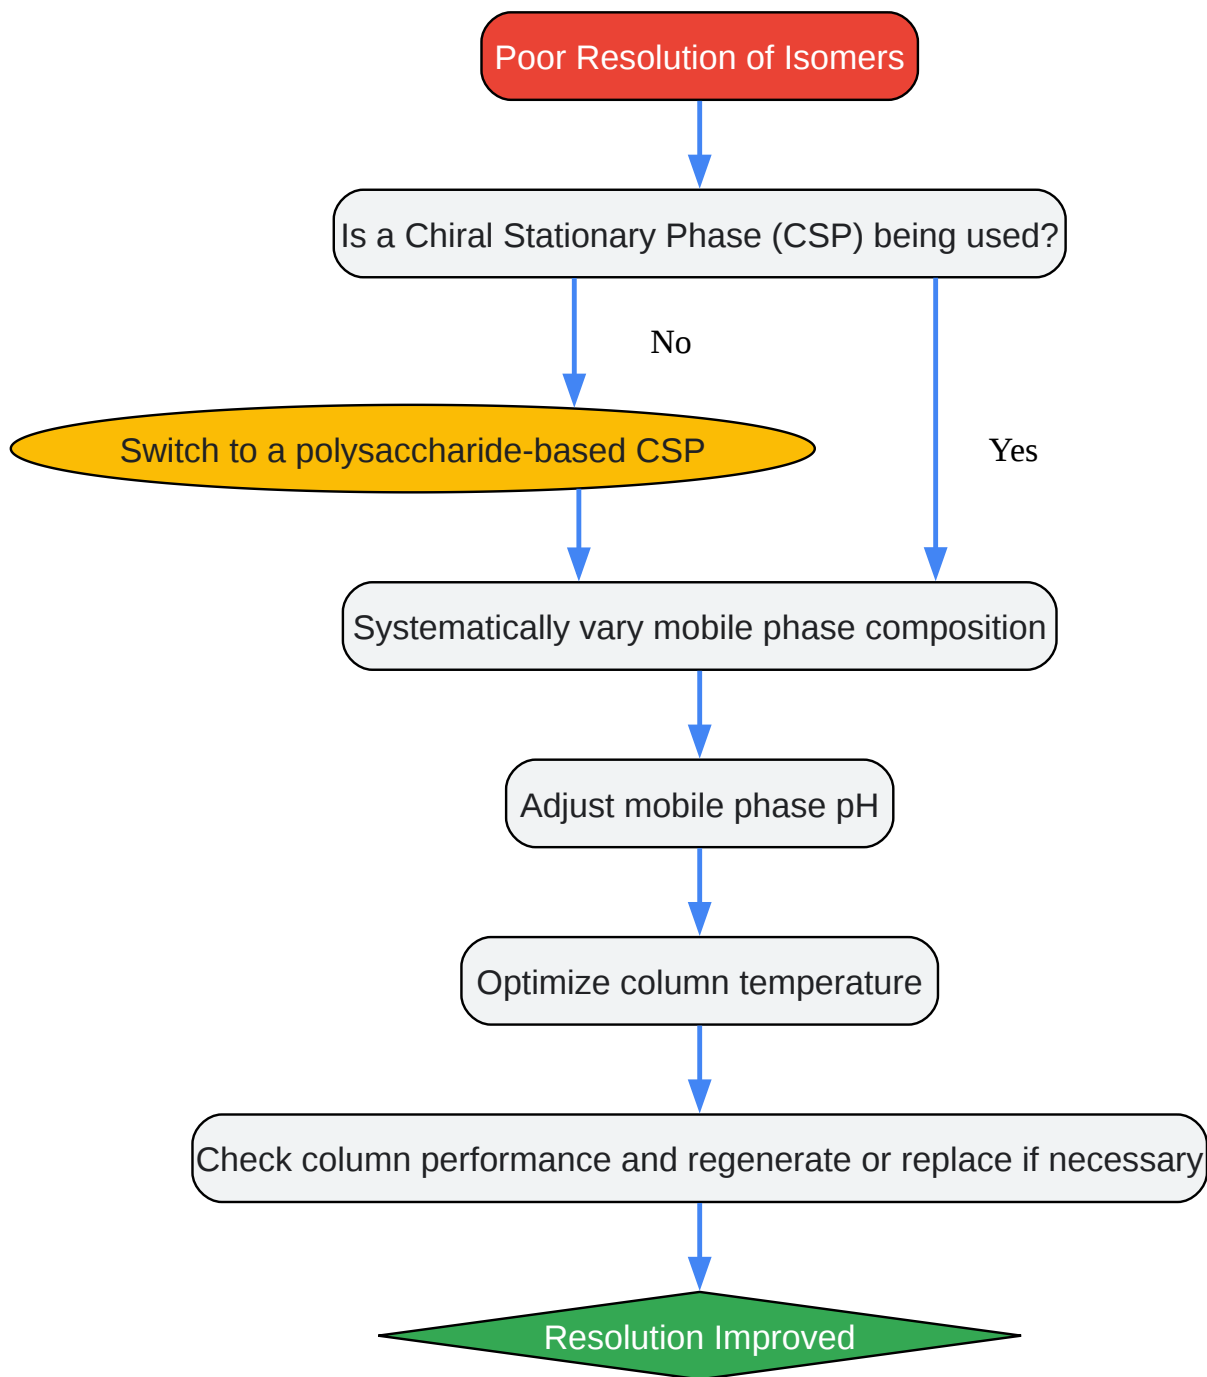 Poor Resolution of Isomers
Is a Chiral Stationary Phase (CSP) being used?
No
Switch to a polysaccharide-based CSP
Yes
Systematically vary mobile phase composition
Adjust mobile phase pH
Optimize column temperature
Check column performance and regenerate or replace if necessary
Resolution Improved